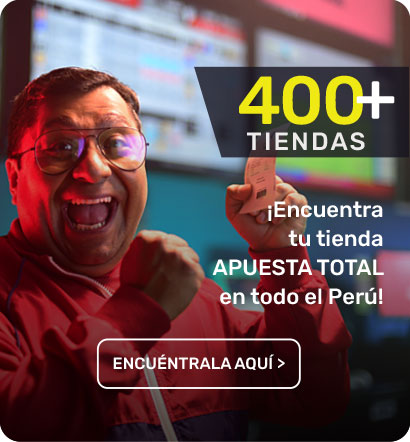 400+
TIENDAS
¡Encuentra
tu tienda
APUESTA TOTAL
en todo el Perú!
ENCUÉNTRALA AQUÍ >